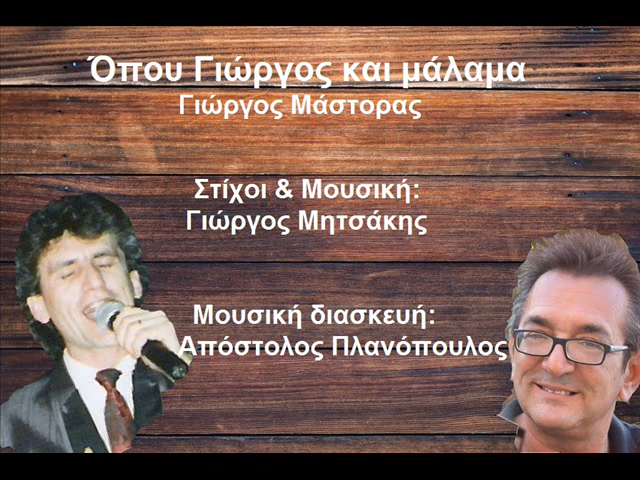 Όπου Γιώργος και μάλαμα
Γιώργος Μάστορας
Στίχοι & Μουσική:
Γιώργος Μητσάκης
Μουσική διασκευή:
Απόστολος Πλανόπουλος